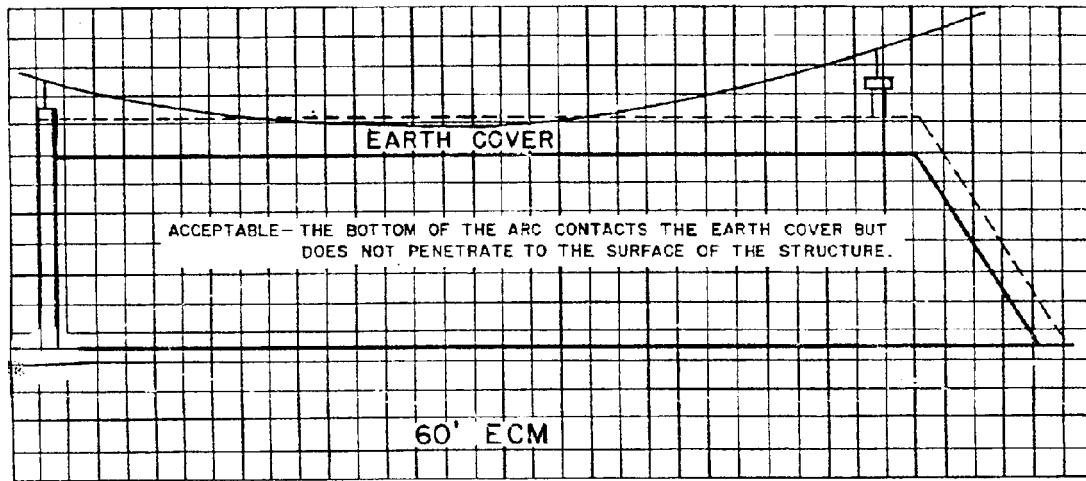 EARTH COVER
ACCEPTABLE— THE BOTTOM OF THE ARC CONTACTS THE EARTH COVER BUT
DOES NOT PENETRATE TO THE SURFACE OF THE STRUCTURE.
60' ECM